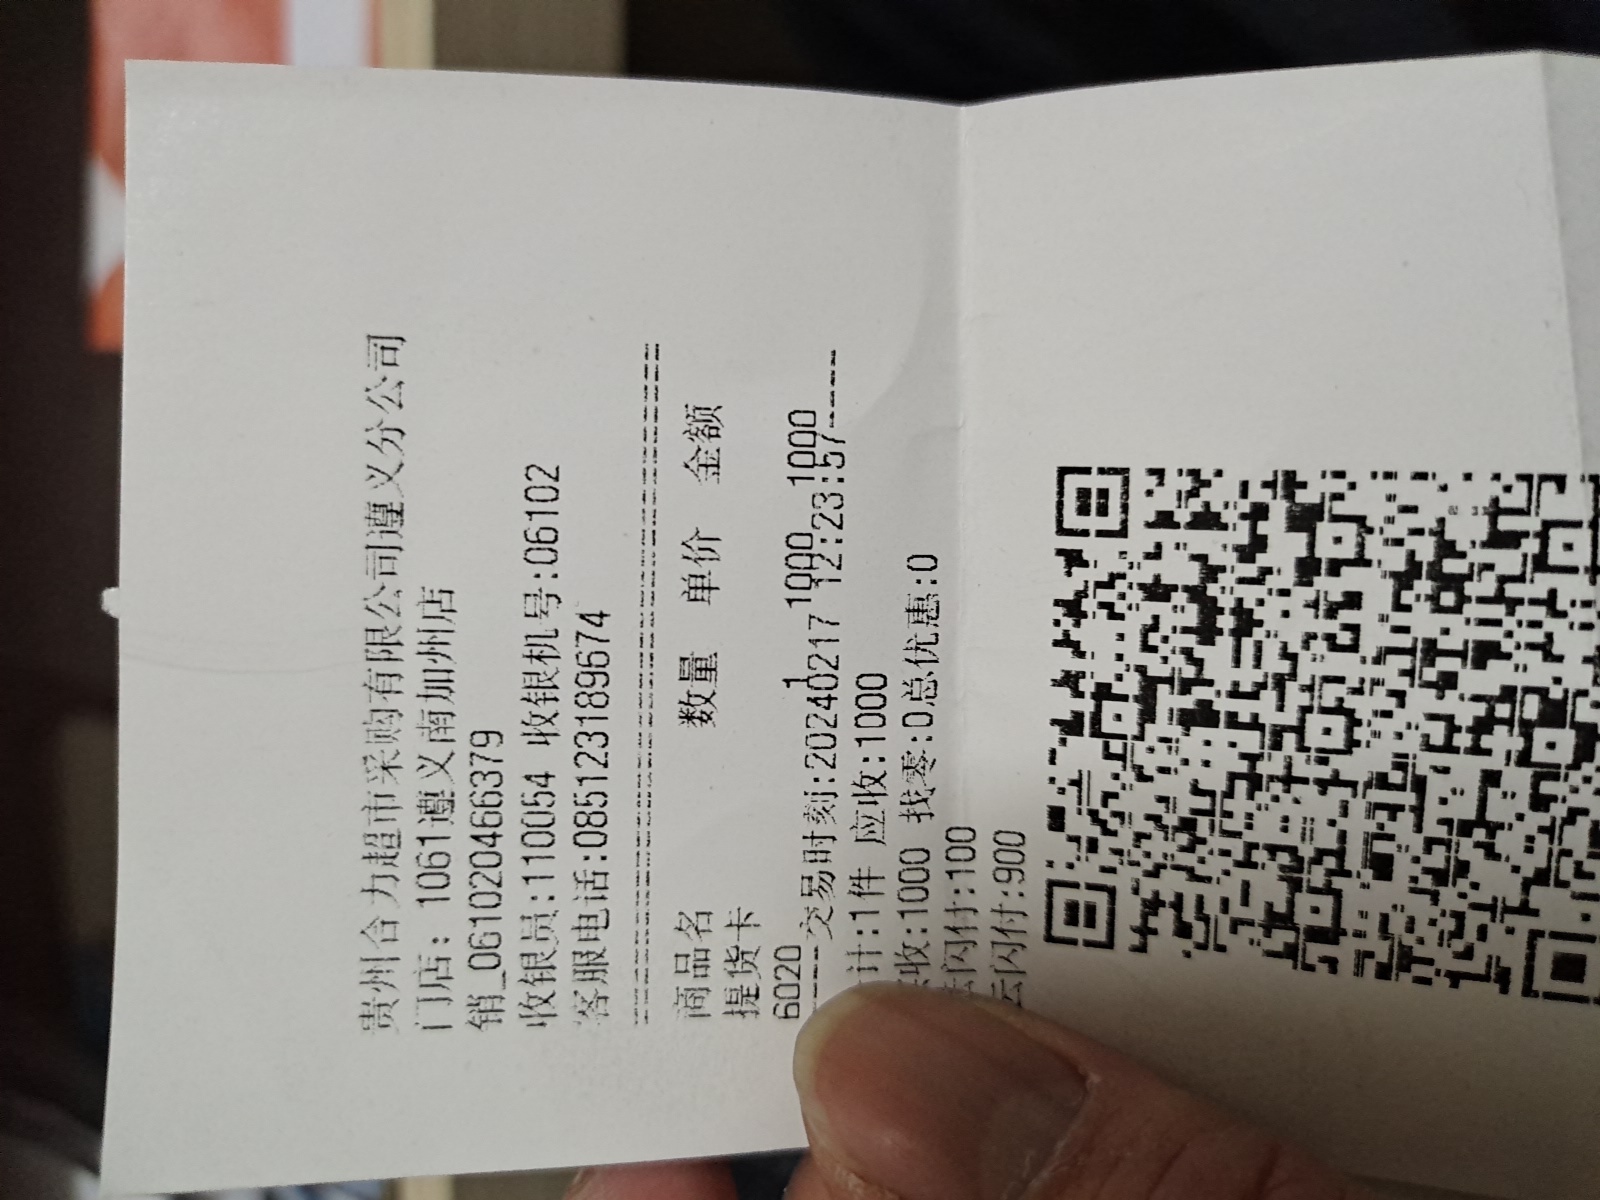 贵州合力超市采购有限公司遵义分公司
门店: 1061遵义南加州店
销_061020466379
收银员:110054 收银机号:06102
客服电话:085123189674
商品名 数量 单价 金额
提货卡
6020 1 1000 1000
----交易时刻:20240217 12:23:57----
计:1件 应收:1000
收:1000 找零:0总优惠:0
闪付:100
云闪付:900